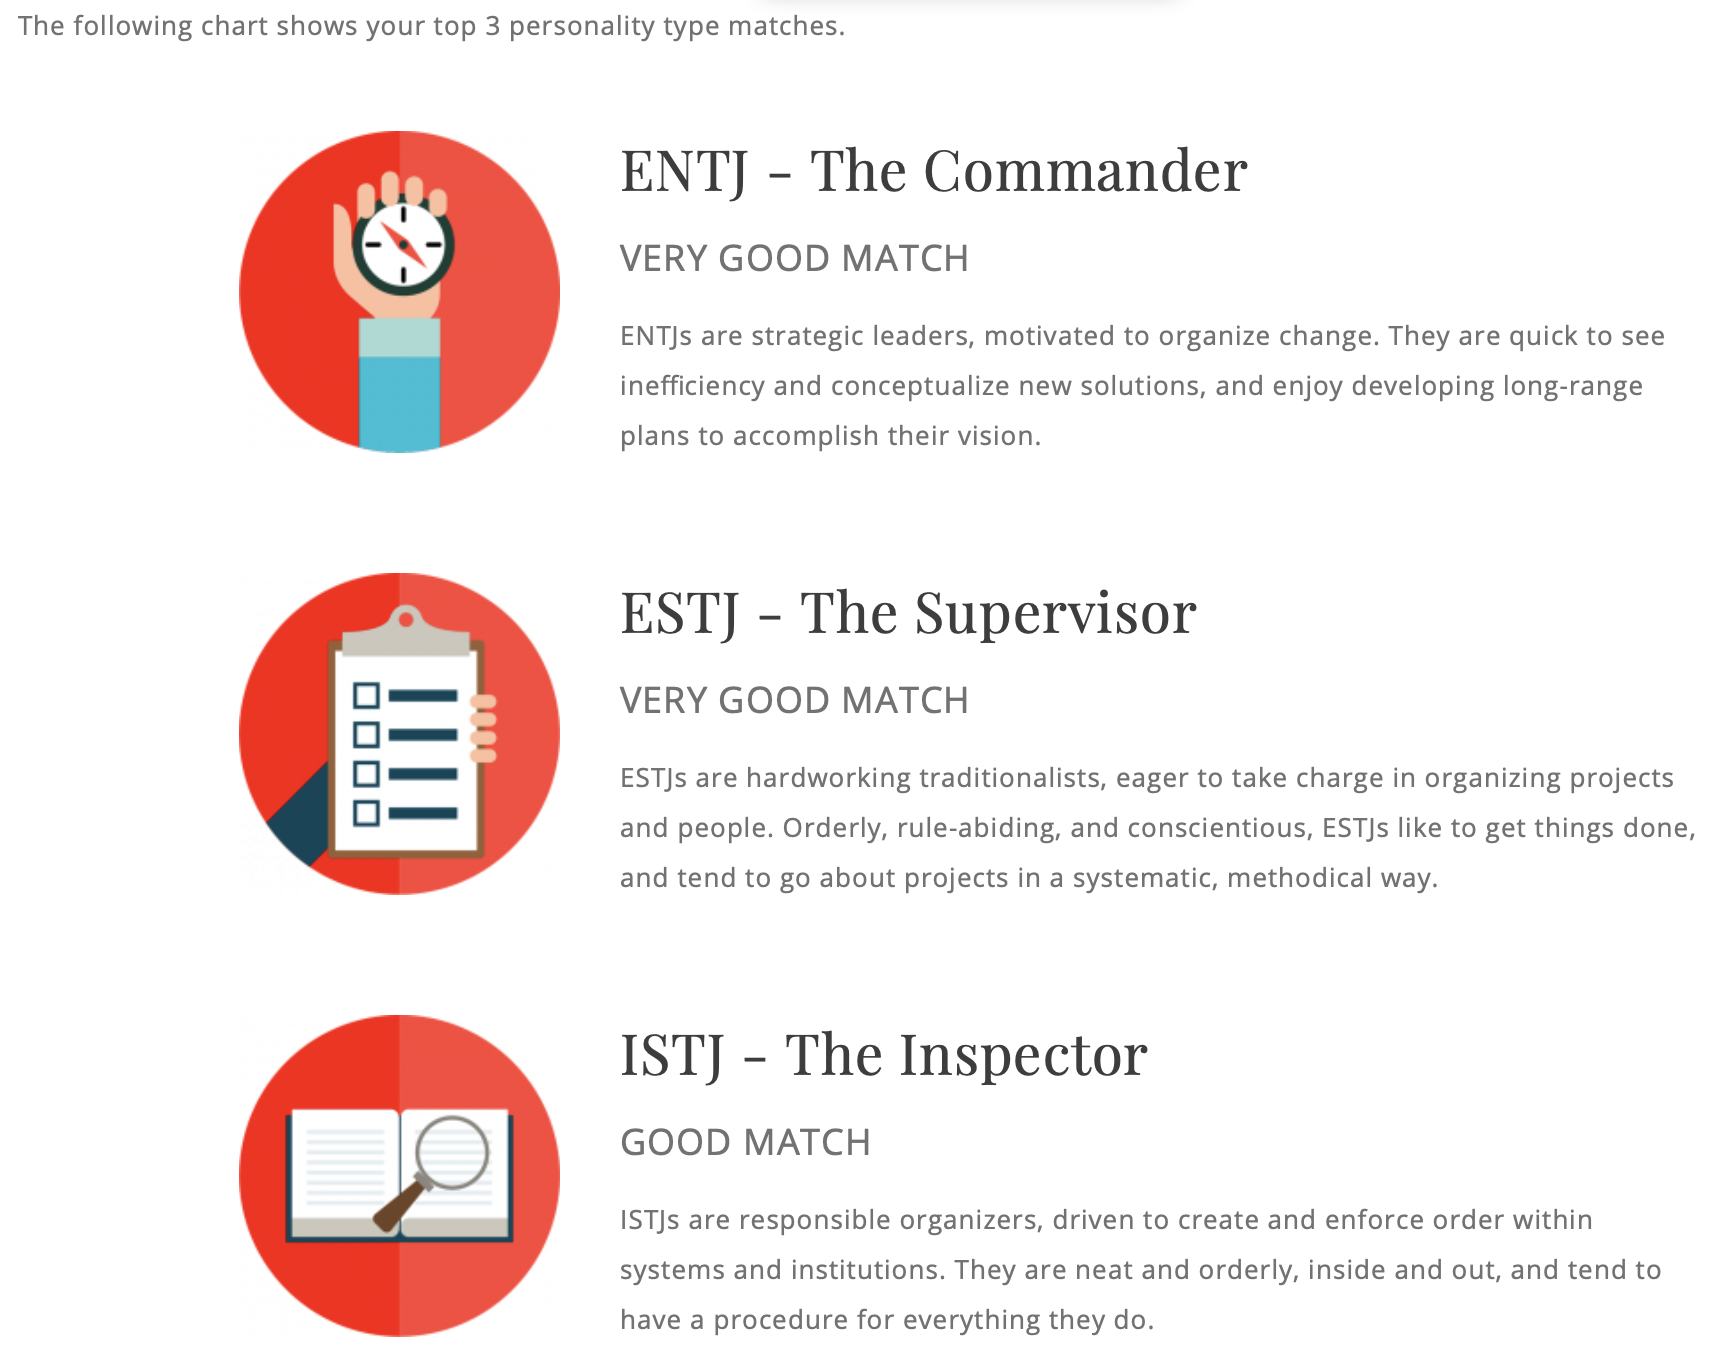 The following chart shows your top 3 personality type matches.
ENTJ – The Commander
VERY GOOD MATCH
ENTJs are strategic leaders, motivated to organize change. They are quick to see
inefficiency and conceptualize new solutions, and enjoy developing long-range
plans to accomplish their vision.
ESTJ – The Supervisor
VERY GOOD MATCH
ESTJs are hardworking traditionalists, eager to take charge in organizing projects
and people. Orderly, rule-abiding, and conscientious, ESTJs like to get things done,
and tend to go about projects in a systematic, methodical way.
ISTJ – The Inspector
GOOD MATCH
ISTJs are responsible organizers, driven to create and enforce order within
systems and institutions. They are neat and orderly, inside and out, and tend to
have a procedure for everything they do.